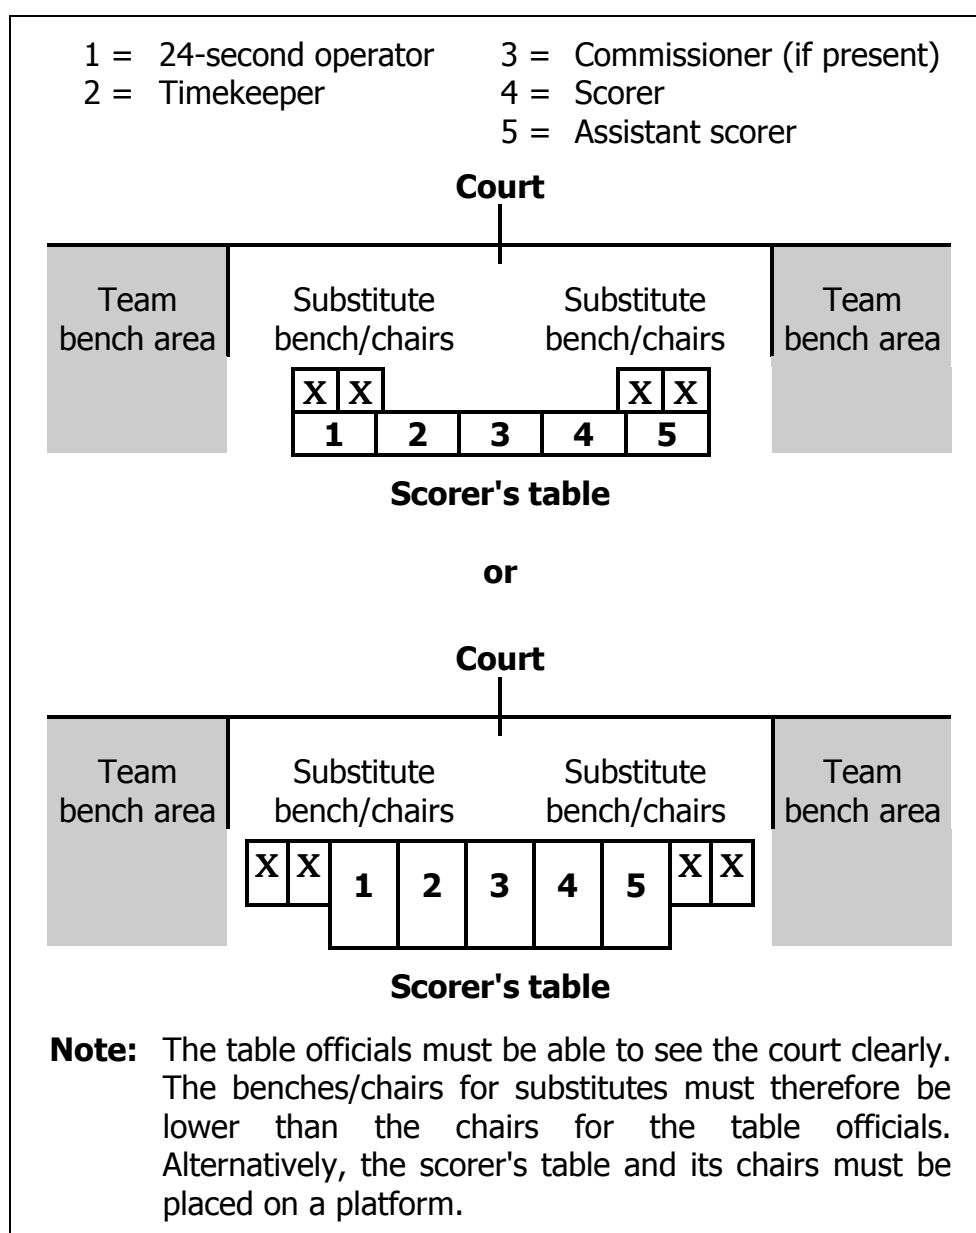 1 = 24-second operator 3 = Commissioner (if present)
2 = Timekeeper 4 = Scorer
5 = Assistant scorer
Court
Team Substitute Substitute Team
bench area bench/chairs bench/chairs bench area
X X X X
1 2 3 4 5
Scorer's table
or
Court
Team Substitute Substitute Team
bench area bench/chairs bench/chairs bench area
X X 1 2 3 4 5 X X
Scorer's table
Note: The table officials must be able to see the court clearly.
The benches/chairs for substitutes must therefore be
lower than the chairs for the table officials.
Alternatively, the scorer's table and its chairs must be
placed on a platform.